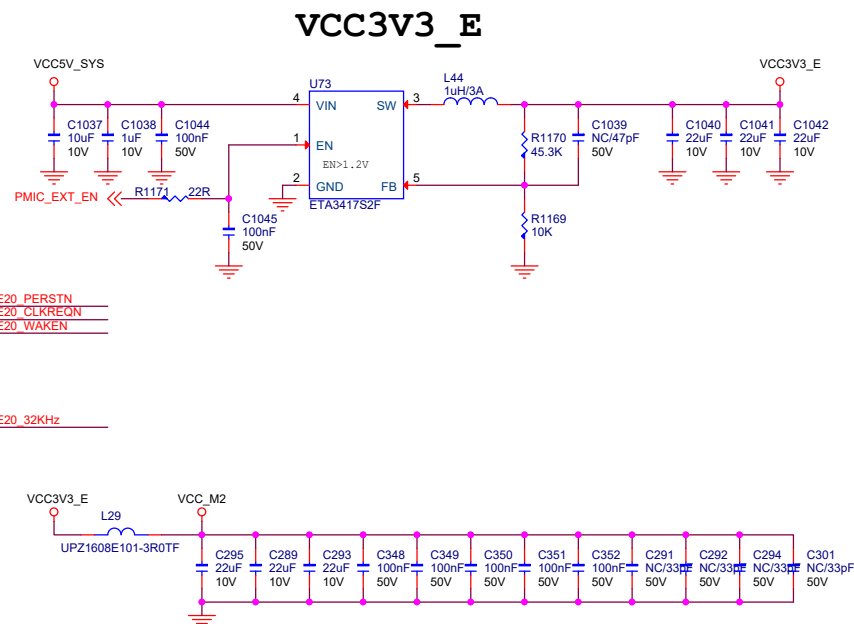 VCC3V3_E
VCC5V_SYS
VCC3V3_E
U73
L44
1uH/3A
4
VIN
SW
3
C1037
10uF
10V
C1038
1uF
10V
C1044
100nF
50V
1
EN
EN>1.2V
R1170
45.3K
C1039
NC/47pF
50V
C1040
22uF
10V
C1041
22uF
10V
C1042
22uF
10V
2
GND
FB
5
ETA3417S2F
PMIC_EXT_EN
R1171
22R
C1045
100nF
50V
R1169
10K
E20_PERSTN
E20_CLKREQN
E20_WAKEN
E20_32KHz
VCC3V3_E
VCC_M2
L29
UPZ1608E101-3R0TF
C295
22uF
10V
C289
22uF
10V
C293
22uF
10V
C348
100nF
50V
C349
100nF
50V
C350
100nF
50V
C351
100nF
50V
C352
100nF
50V
C291
NC/33pF
50V
C292
NC/33pF
50V
C294
NC/33pF
50V
C301
NC/33pF
50V